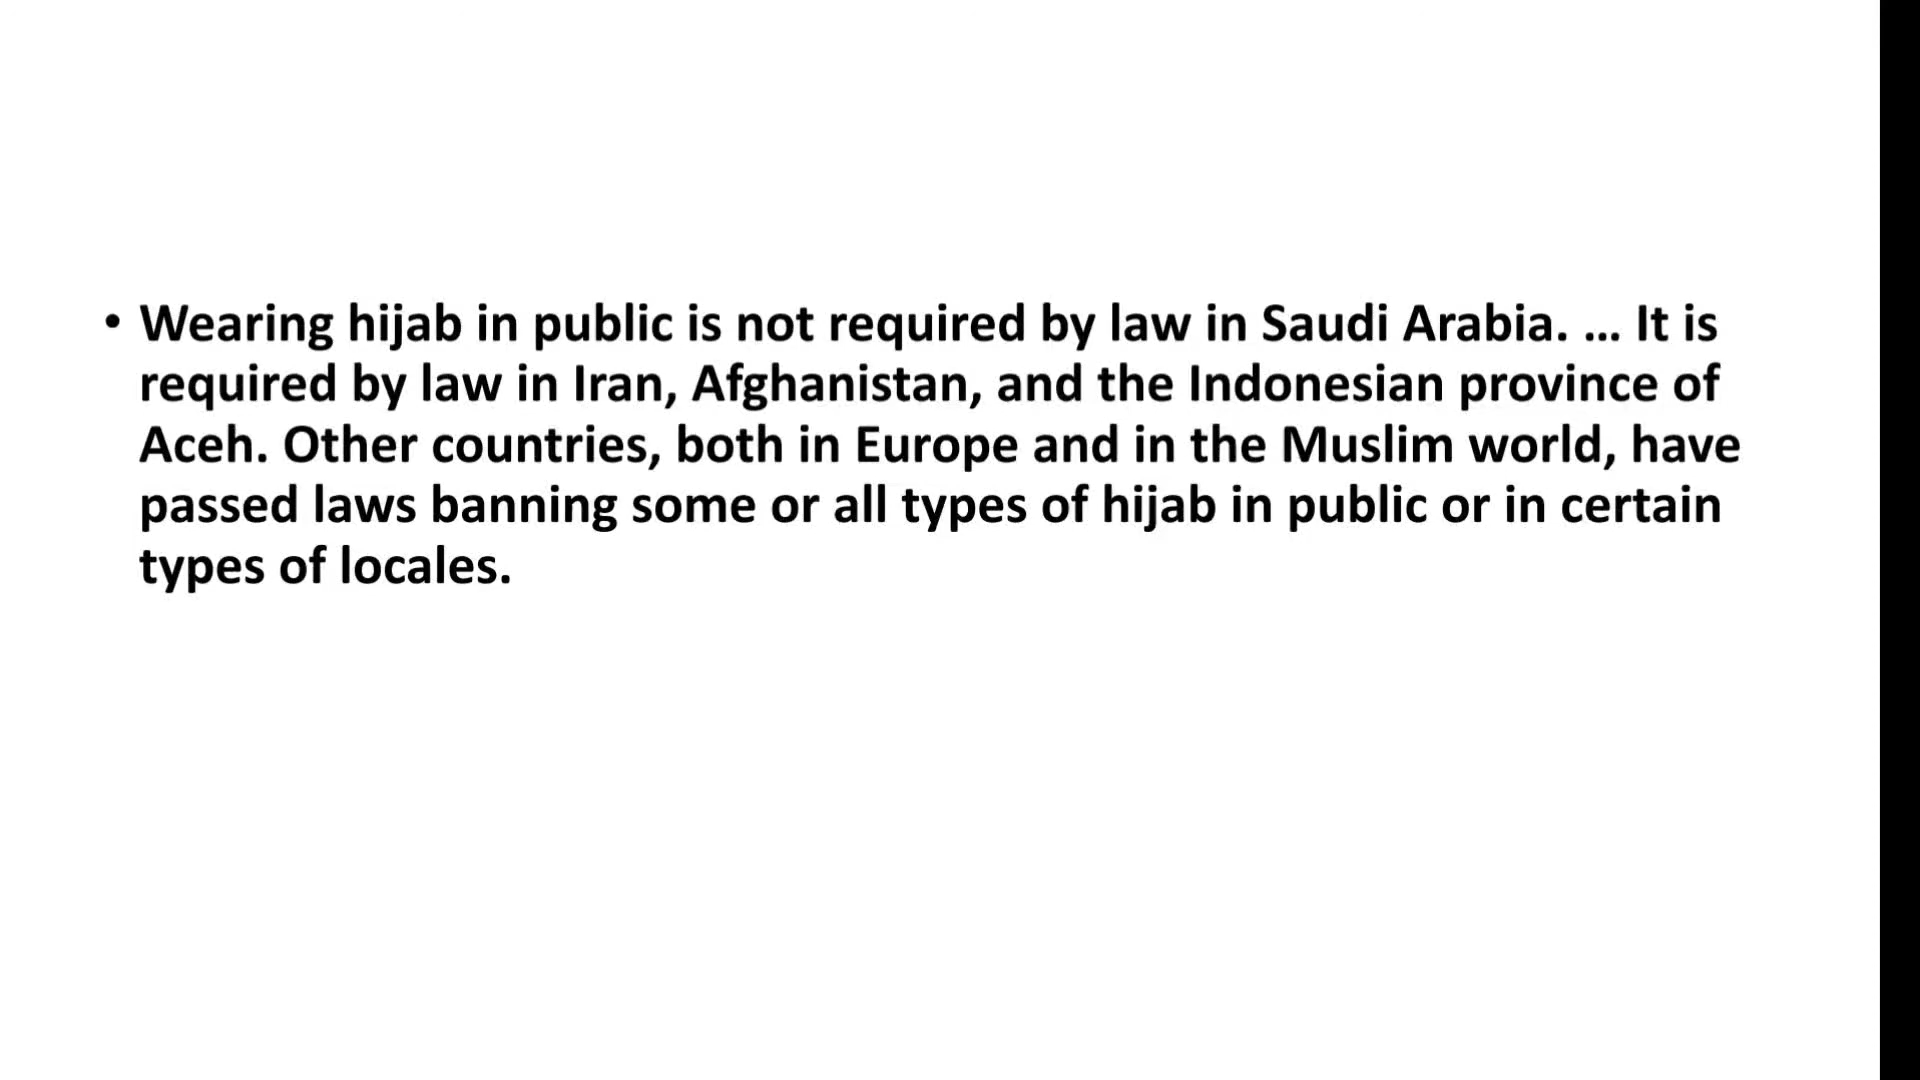 • Wearing hijab in public is not required by law in Saudi Arabia. ... It is
required by law in Iran, Afghanistan, and the Indonesian province of
Aceh. Other countries, both in Europe and in the Muslim world, have
passed laws banning some or all types of hijab in public or in certain
types of locales.